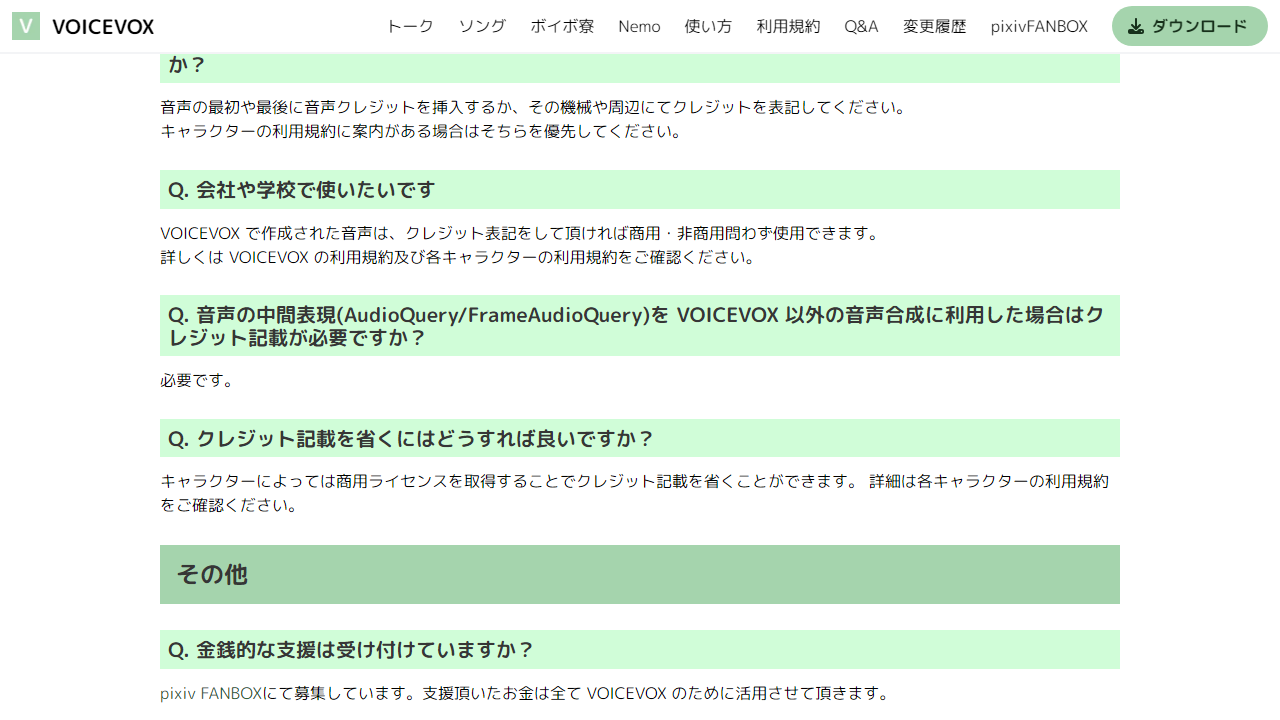 V VOICEVOX トーク ソング ボイボ寮 Nemo 使い方 利用規約 Q&A 変更履歴 pixivFANBOX ダウンロード
か？
音声の最初や最後に音声クレジットを挿入するか、その機械や周辺にてクレジットを表記してください。
キャラクターの利用規約に案内がある場合はそちらを優先してください。
Q. 会社や学校で使いたいです
VOICEVOX で作成された音声は、クレジット表記をして頂ければ商用・非商用問わず使用できます。
詳しくは VOICEVOX の利用規約及び各キャラクターの利用規約をご確認ください。
Q. 音声の中間表現(AudioQuery/FrameAudioQuery)を VOICEVOX 以外の音声合成に利用した場合はク
レジット記載が必要ですか？
必要です。
Q. クレジット記載を省くにはどうすれば良いですか？
キャラクターによっては商用ライセンスを取得することでクレジット記載を省くことができます。 詳細は各キャラクターの利用規約
をご確認ください。
その他
Q. 金銭的な支援は受け付けていますか？
pixiv FANBOXにて募集しています。支援頂いたお金は全て VOICEVOX のために活用させて頂きます。